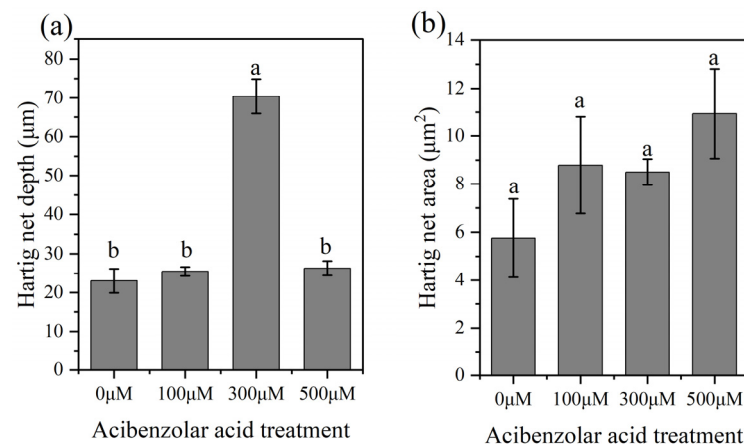 (a)
Hartig net depth (μm)
80
70
60
50
40
30
20
10
0
b
b
a
b
0μM 100μM 300μM 500μM
Acibenzolar acid treatment
(b)
Hartig net area (μm²)
14
12
10
8
6
4
2
0
a
a
a
a
0μM 100μM 300μM 500μM
Acibenzolar acid treatment